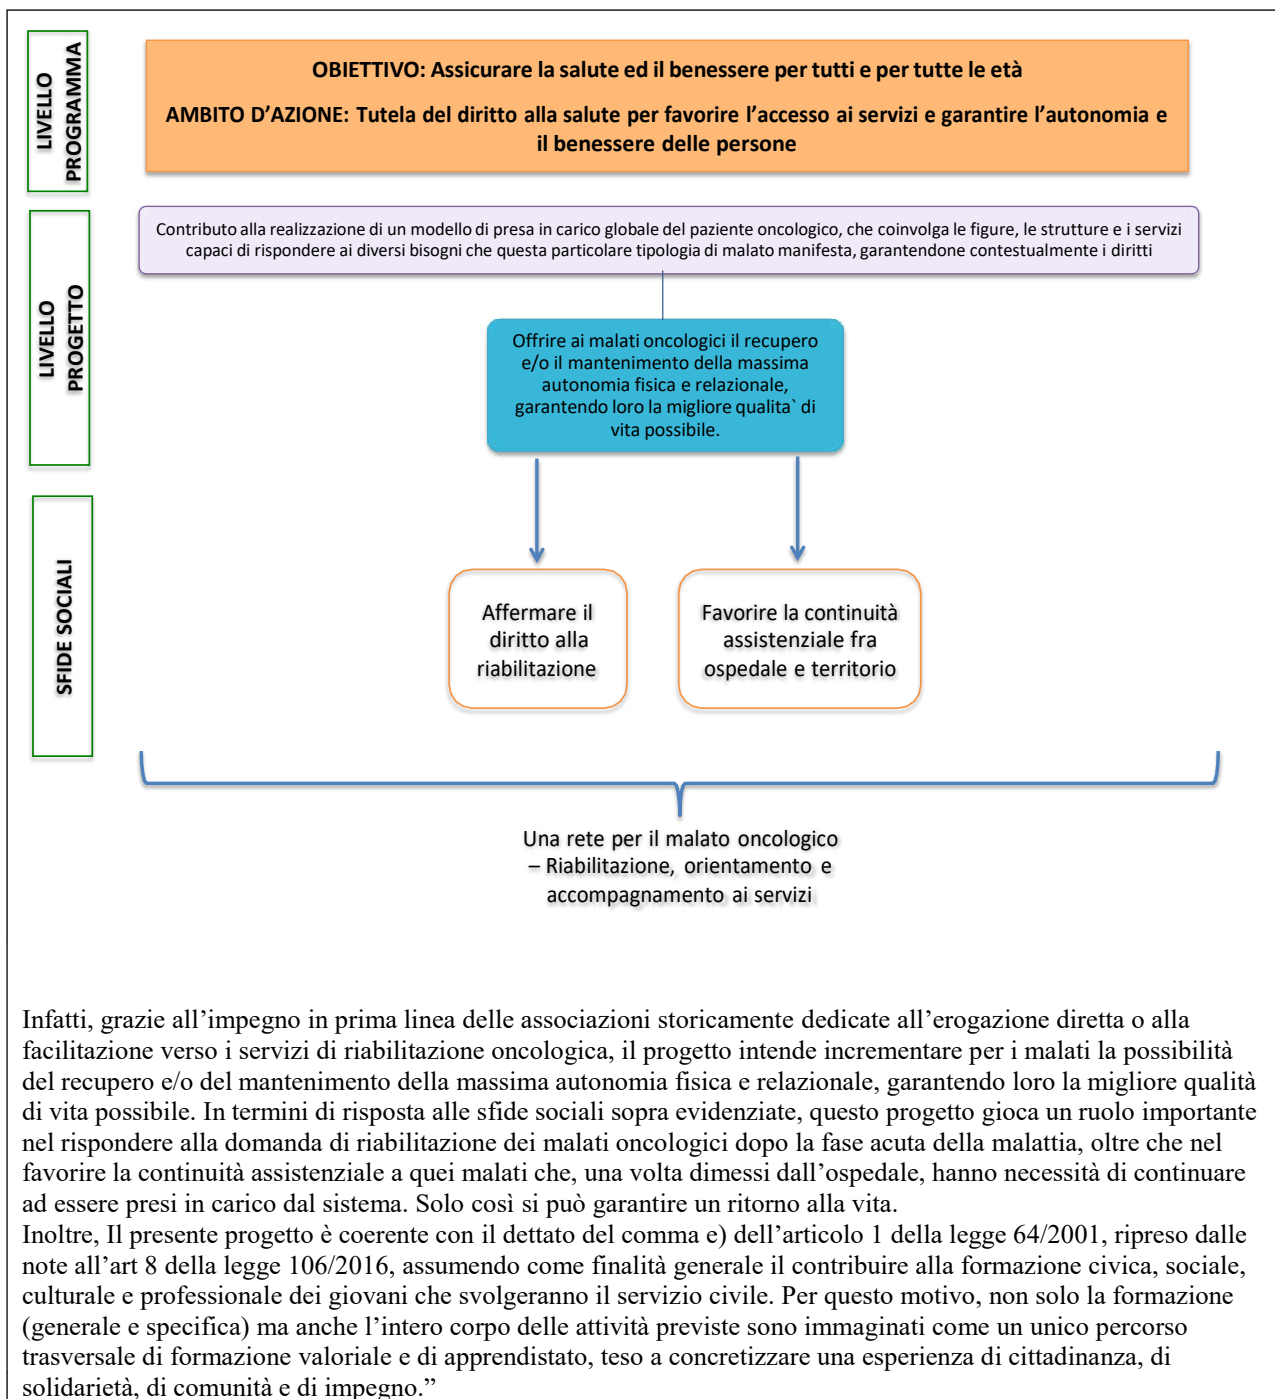 LIVELLO
PROGRAMMA
OBIETTIVO: Assicurare la salute ed il benessere per tutti e per tutte le età
AMBITO D’AZIONE: Tutela del diritto alla salute per favorire l’accesso ai servizi e garantire l’autonomia e
il benessere delle persone
LIVELLO
PROGETTO
Contributo alla realizzazione di un modello di presa in carico globale del paziente oncologico, che coinvolga le figure, le strutture e i servizi
capaci di rispondere ai diversi bisogni che questa particolare tipologia di malato manifesta, garantendone contestualmente i diritti
Offrire ai malati oncologici il recupero
e/o il mantenimento della massima
autonomia fisica e relazionale,
garantendo loro la migliore qualita` di
vita possibile.
SFIDE SOCIALI
Affermare il
diritto alla
riabilitazione
Favorire la continuità
assistenziale fra
ospedale e territorio
Una rete per il malato oncologico
– Riabilitazione, orientamento e
accompagnamento ai servizi
Infatti, grazie all’impegno in prima linea delle associazioni storicamente dedicate all’erogazione diretta o alla
facilitazione verso i servizi di riabilitazione oncologica, il progetto intende incrementare per i malati la possibilità
del recupero e/o del mantenimento della massima autonomia fisica e relazionale, garantendo loro la migliore qualità
di vita possibile. In termini di risposta alle sfide sociali sopra evidenziate, questo progetto gioca un ruolo importante
nel rispondere alla domanda di riabilitazione dei malati oncologici dopo la fase acuta della malattia, oltre che nel
favorire la continuità assistenziale a quei malati che, una volta dimessi dall’ospedale, hanno necessità di continuare
ad essere presi in carico dal sistema. Solo così si può garantire un ritorno alla vita.
Inoltre, Il presente progetto è coerente con il dettato del comma e) dell’articolo 1 della legge 64/2001, ripreso dalle
note all’art 8 della legge 106/2016, assumendo come finalità generale il contribuire alla formazione civica, sociale,
culturale e professionale dei giovani che svolgeranno il servizio civile. Per questo motivo, non solo la formazione
(generale e specifica) ma anche l’intero corpo delle attività previste sono immaginati come un unico percorso
trasversale di formazione valoriale e di apprendistato, teso a concretizzare una esperienza di cittadinanza, di
solidarietà, di comunità e di impegno.”